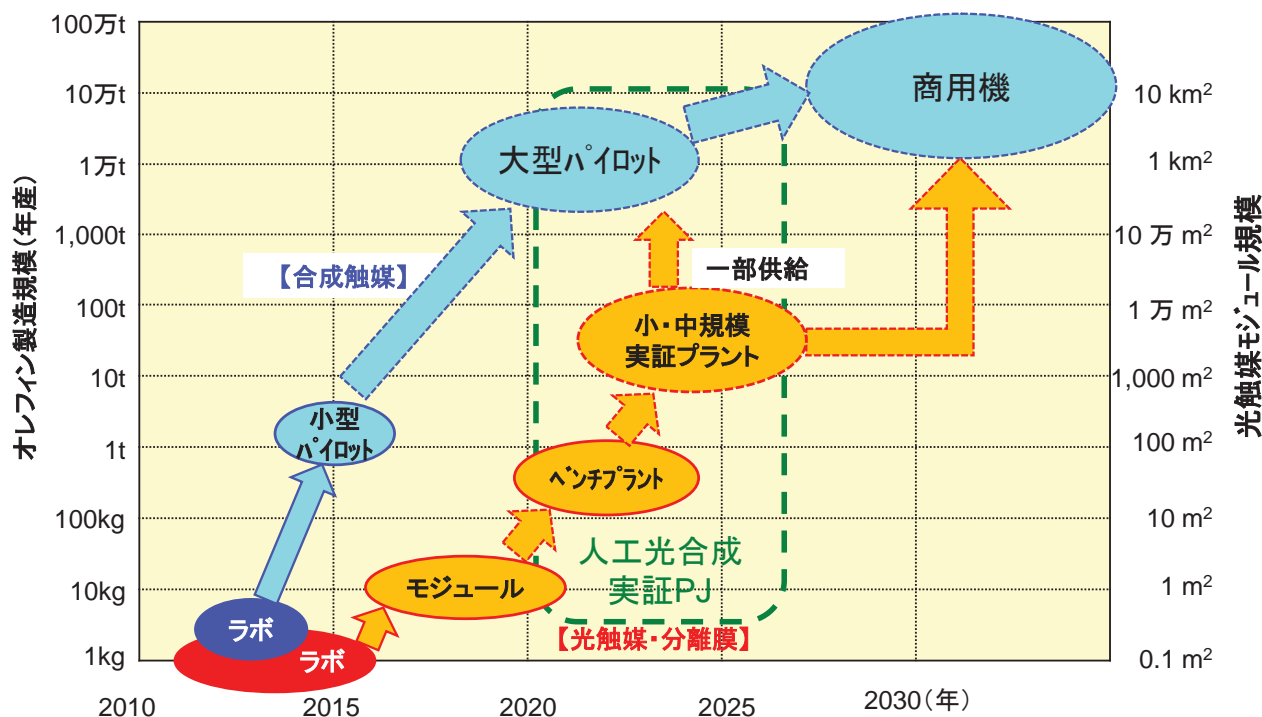 オレフィン製造規模(年産)
100万t
10万t
1万t
1,000t
100t
10t
1t
100kg
10kg
1kg
商用機
大型パイロット
【合成触媒】
一部供給
小・中規模
実証プラント
小型
パイロット
ベンチプラント
人工光合成
実証PJ
モジュール
【光触媒・分離膜】
ラボ
ラボ
10 km²
1 km²
10 万 m²
1万 m²
1,000 m²
100 m²
10 m²
1 m²
0.1 m²
光触媒モジュール規模
2010
2015
2020
2025
2030(年)